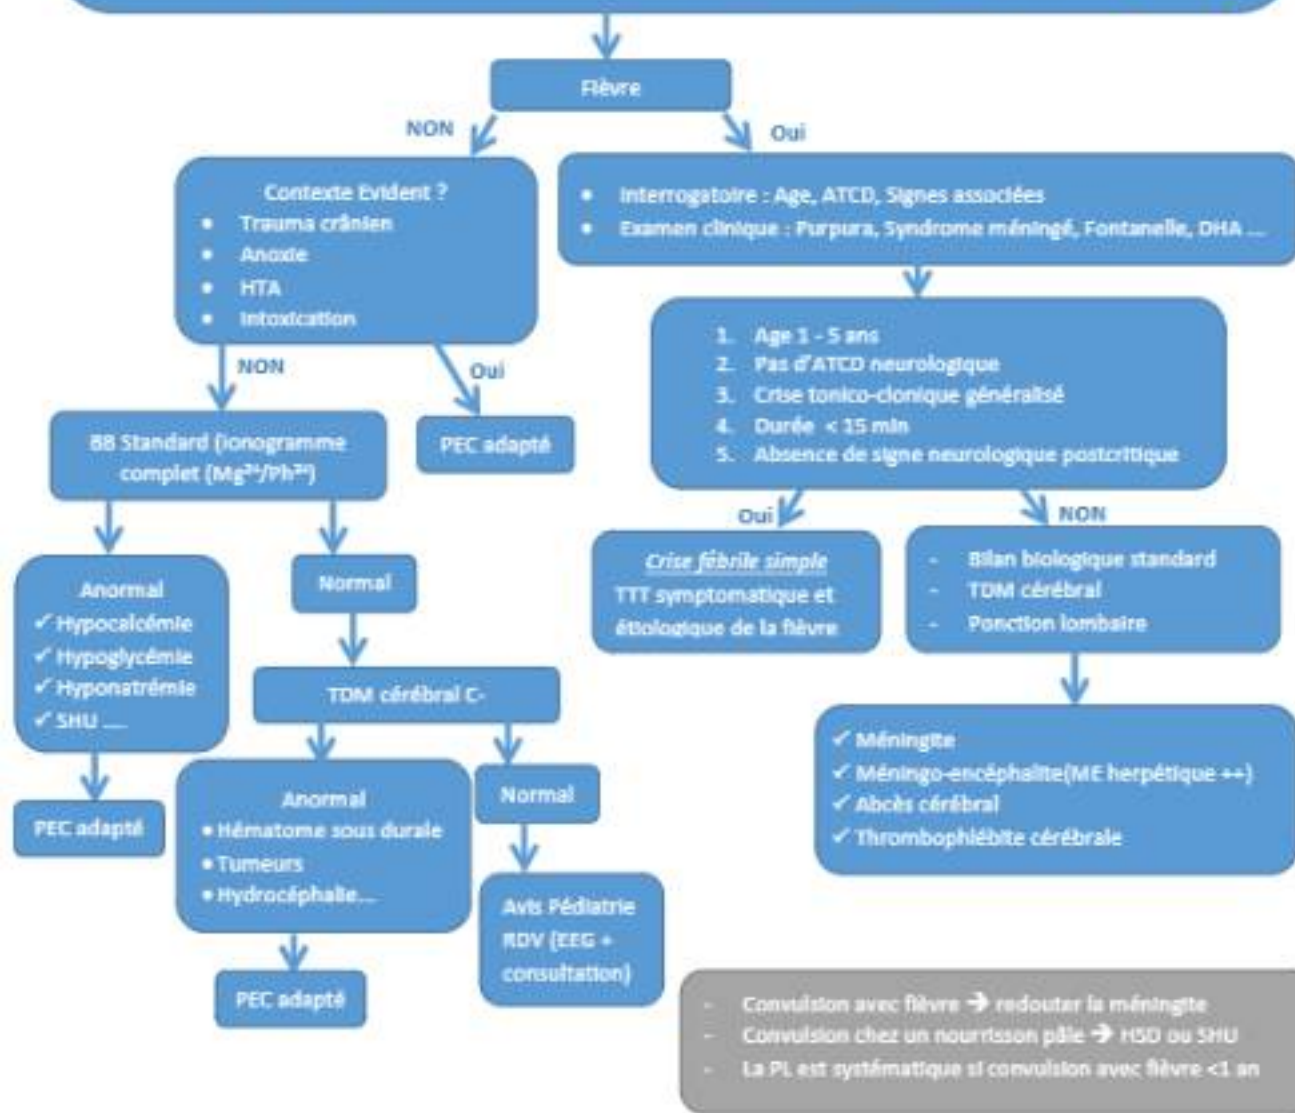 Fièvre
NON
Oui
Contexte Evident ?
• Trauma crânien
• Anoxie
• HTA
• Intoxication
• Interrogatoire : Age, ATCD, Signes associées
• Examen clinique : Purpura, Syndrome méningé, Fontanelle, DHA ...
1. Age 1 - 5 ans
2. Pas d'ATCD neurologique
3. Crise tonico-clonique généralisé
4. Durée < 15 min
5. Absence de signe neurologique postcritique
NON
Oui
BB Standard (ionogramme
complet (Mg²⁺/Ph²⁺)
PEC adapté
Oui
NON
Crise fébrile simple
TTT symptomatique et
étiologique de la fièvre
- Bilan biologique standard
- TDM cérébral
- Ponction lombaire
Anormal
✓ Hypocalcémie
✓ Hypoglycémie
✓ Hyponatrémie
✓ SHU ....
Normal
TDM cérébral C-
PEC adapté
Anormal
• Hématome sous durale
• Tumeurs
• Hydrocéphalie...
Normal
PEC adapté
Avis Pédiatrie
RDV (EEG +
consultation)
✓ Méningite
✓ Méningo-encéphalite(ME herpétique ++)
✓ Abcès cérébral
✓ Thrombophlébite cérébrale
- Convulsion avec fièvre → redouter la méningite
- Convulsion chez un nourrisson pâle → HSD ou SHU
- La PL est systématique si convulsion avec fièvre <1 an